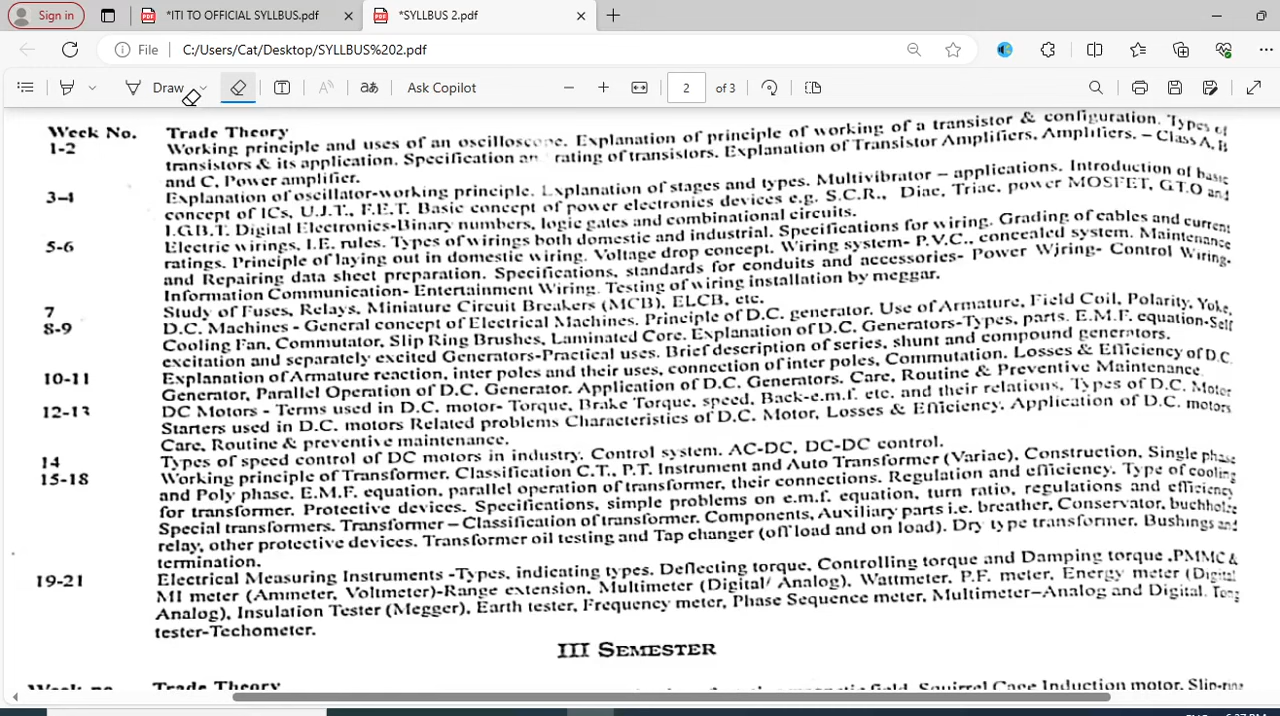 Sign in
*ITI TO OFFICIAL SYLLBUS.pdf
*SYLLBUS 2.pdf
File
C:/Users/Cat/Desktop/SYLLBUS%202.pdf
Draw
Ask Copilot
2 of 3
Week No. Trade Theory
1-2 Working principle and uses of an oscilloscope. Explanation of principle of working of a transistor & configuration. Types of
transistors & its application. Specification an rating of transistors. Explanation of Transistor Amplifiers, Amplifiers, – Class A, B
and C, Power amplifier.
3-4 Explanation of oscillator-working principle. Explanation of stages and types. Multivibrator – applications. Introduction of basic
concept of ICs, U.J.T., F.E.T. Basic concept of power electronics devices e.g. S.C.R., Diac, Triac, power MOSFET, G.T.O and
I.G.B.T. Digital Electronics-Binary numbers, logic gates and combinational circuits.
5-6 Electric wirings, I.E. rules. Types of wirings both domestic and industrial. Specifications for wiring. Grading of cables and current
ratings. Principle of laying out in domestic wiring. Voltage drop concept. Wiring system- P.V.C., concealed system. Maintenance
and Repairing data sheet preparation. Specifications, standards for conduits and accessories- Power Wjring- Control Wiring-
Information Communication- Entertainment Wiring. Testing of wiring installation by meggar.
7 Study of Fuses, Relays, Miniature Circuit Breakers (MCB), ELCB, etc.
8-9 D.C. Machines - General concept of Electrical Machines. Principle of D.C. generator. Use of Armature, Field Coil, Polarity, Yoke,
Cooling Fan, Commutator, Slip Ring Brushes, Laminated Core. Explanation of D.C. Generators-Types, parts. E.M.F. equation-Self
excitation and separately excited Generators-Practical uses. Brief description of series, shunt and compound generators.
10-11 Explanation of Armature reaction, inter poles and their uses, connection of inter poles, Commutation. Losses & Efficiency of D.C.
Generator, Parallel Operation of D.C. Generator. Application of D.C. Generators. Care, Routine & Preventive Maintenance.
12-13 DC Motors - Terms used in D.C. motor- Torque, Brake Torque, speed, Back-e.m.f. etc. and their relations, Types of D.C. Motor
Starters used in D.C. motors Related problems Characteristics of D.C. Motor, Losses & Efficiency. Application of D.C. motors
Care, Routine & preventive maintenance.
14 Types of speed control of DC motors in industry. Control system. AC-DC, DC-DC control.
15-18 Working principle of Transformer. Classification C.T., P.T. Instrument and Auto Transformer (Variac), Construction, Single phase
and Poly phase. E.M.F. equation, parallel operation of transformer, their connections. Regulation and efficiency. Type of cooling
for transformer. Protective devices. Specifications, simple problems on e.m.f. equation, turn ratio, regulations and efficiency
Special transformers. Transformer – Classification of transformer. Components, Auxiliary parts i.e. breather, Conservator, buchholze
relay, other protective devices. Transformer oil testing and Tap changer (off load and on load). Dry type transformer. Bushings and
termination.
19-21 Electrical Measuring Instruments -Types, indicating types. Deflecting torque, Controlling torque and Damping torque .PMMC &
MI meter (Ammeter, Voltmeter)-Range extension, Multimeter (Digital/ Analog), Wattmeter, P.F. meter, Energy meter (Digital
Analog), Insulation Tester (Megger), Earth tester, Frequency meter, Phase Sequence meter, Multimeter–Analog and Digital. Tong
tester-Techometer.
III SEMESTER
Week no. Trade Theory
magnetic field. Squirrel Cage Induction motor, Slip-ring